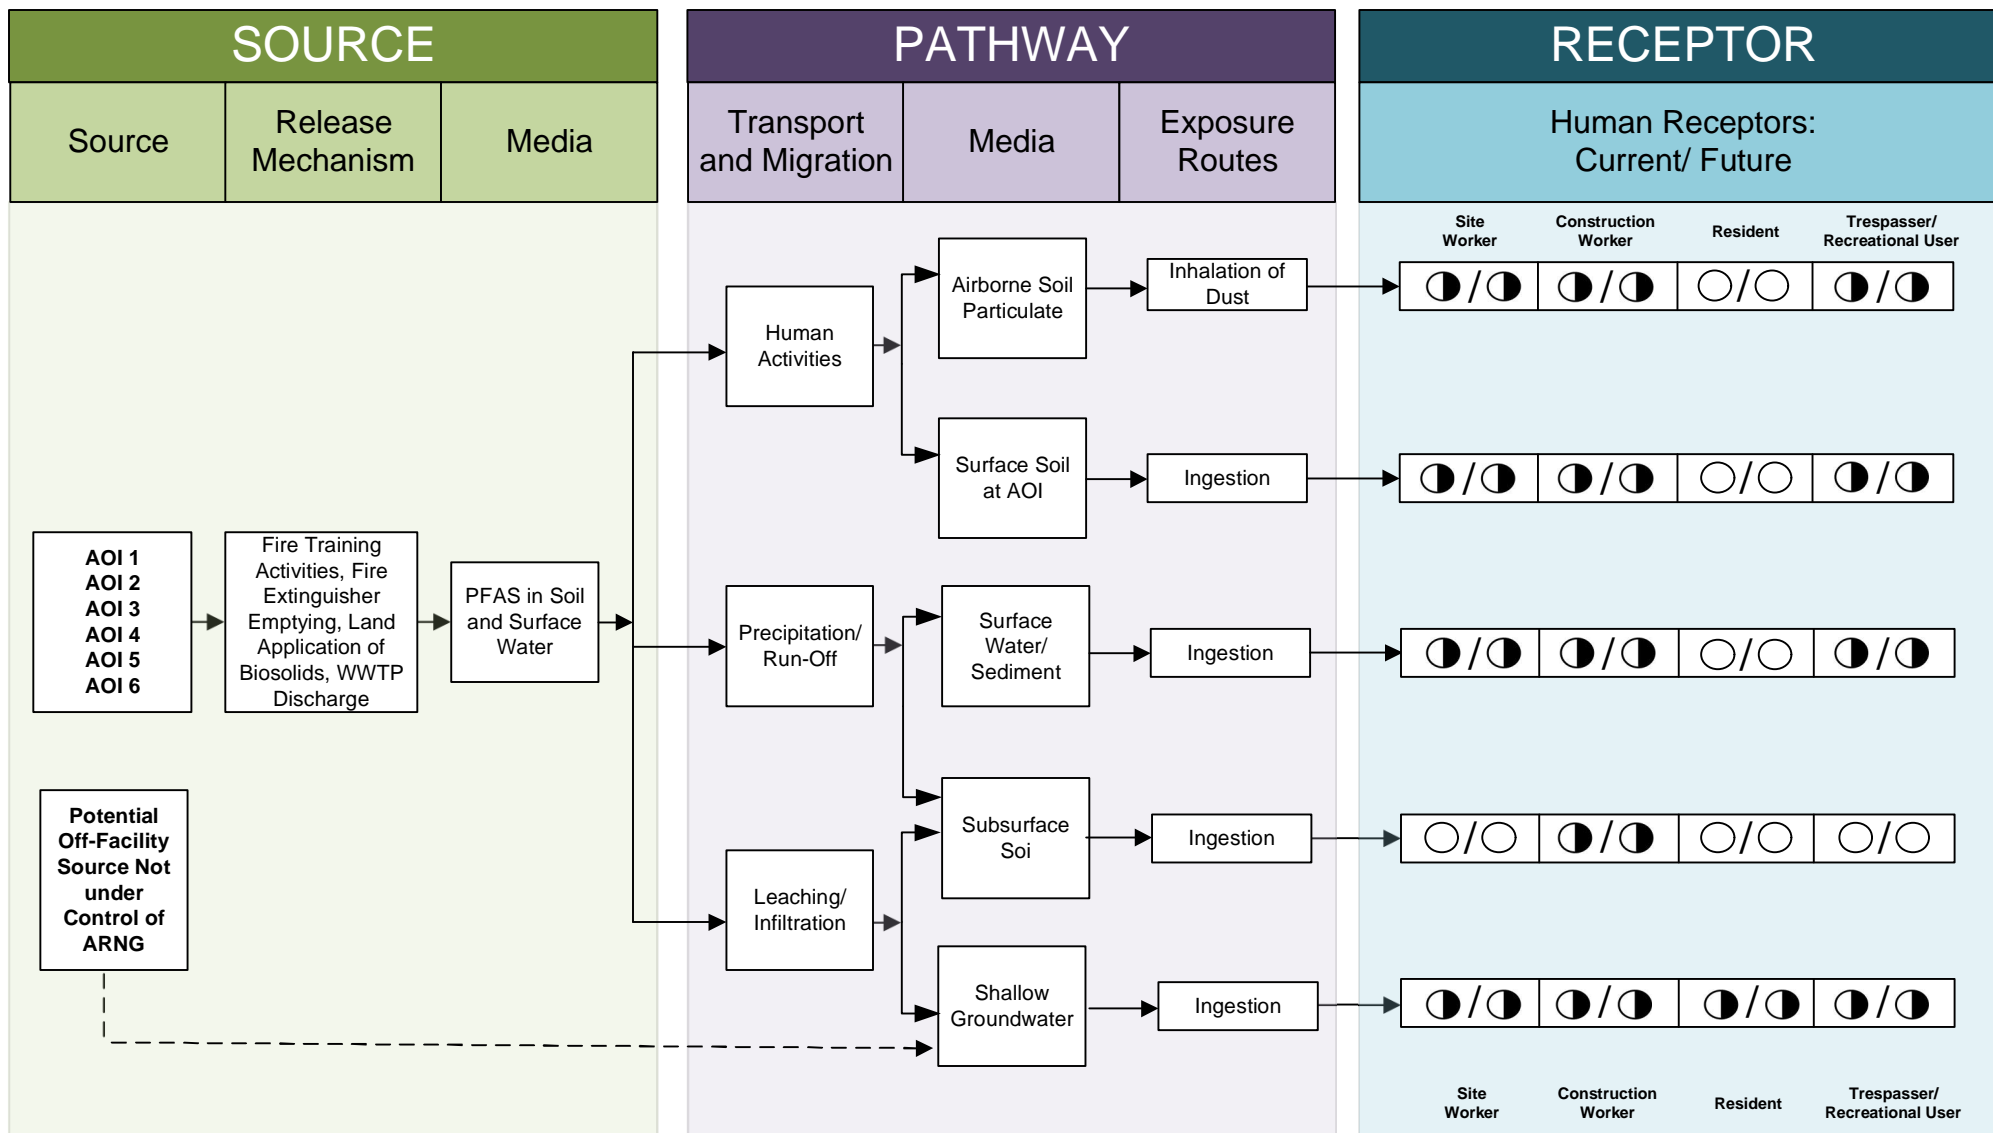 SOURCE
PATHWAY
RECEPTOR
Source
Release
Mechanism
Media
Transport
and Migration
Media
Exposure
Routes
Human Receptors:
Current/ Future
Site
Worker
Construction
Worker
Resident
Trespasser/
Recreational User
Airborne Soil
Particulate
Inhalation of
Dust
/
/
/
/
Human
Activities
Surface Soil
at AOI
Ingestion
/
/
/
/
AOI 1
AOI 2
AOI 3
AOI 4
AOI 5
AOI 6
Fire Training
Activities, Fire
Extinguisher
Emptying, Land
Application of
Biosolids, WWTP
Discharge
PFAS in Soil
and Surface
Water
Precipitation/
Run-Off
Surface
Water/
Sediment
Ingestion
/
/
/
/
Potential
Off-Facility
Source Not
under
Control of
ARNG
Subsurface
Soi
Ingestion
/
/
/
/
Leaching/
Infiltration
Shallow
Groundwater
Ingestion
/
/
/
/
Site
Worker
Construction
Worker
Resident
Trespasser/
Recreational User